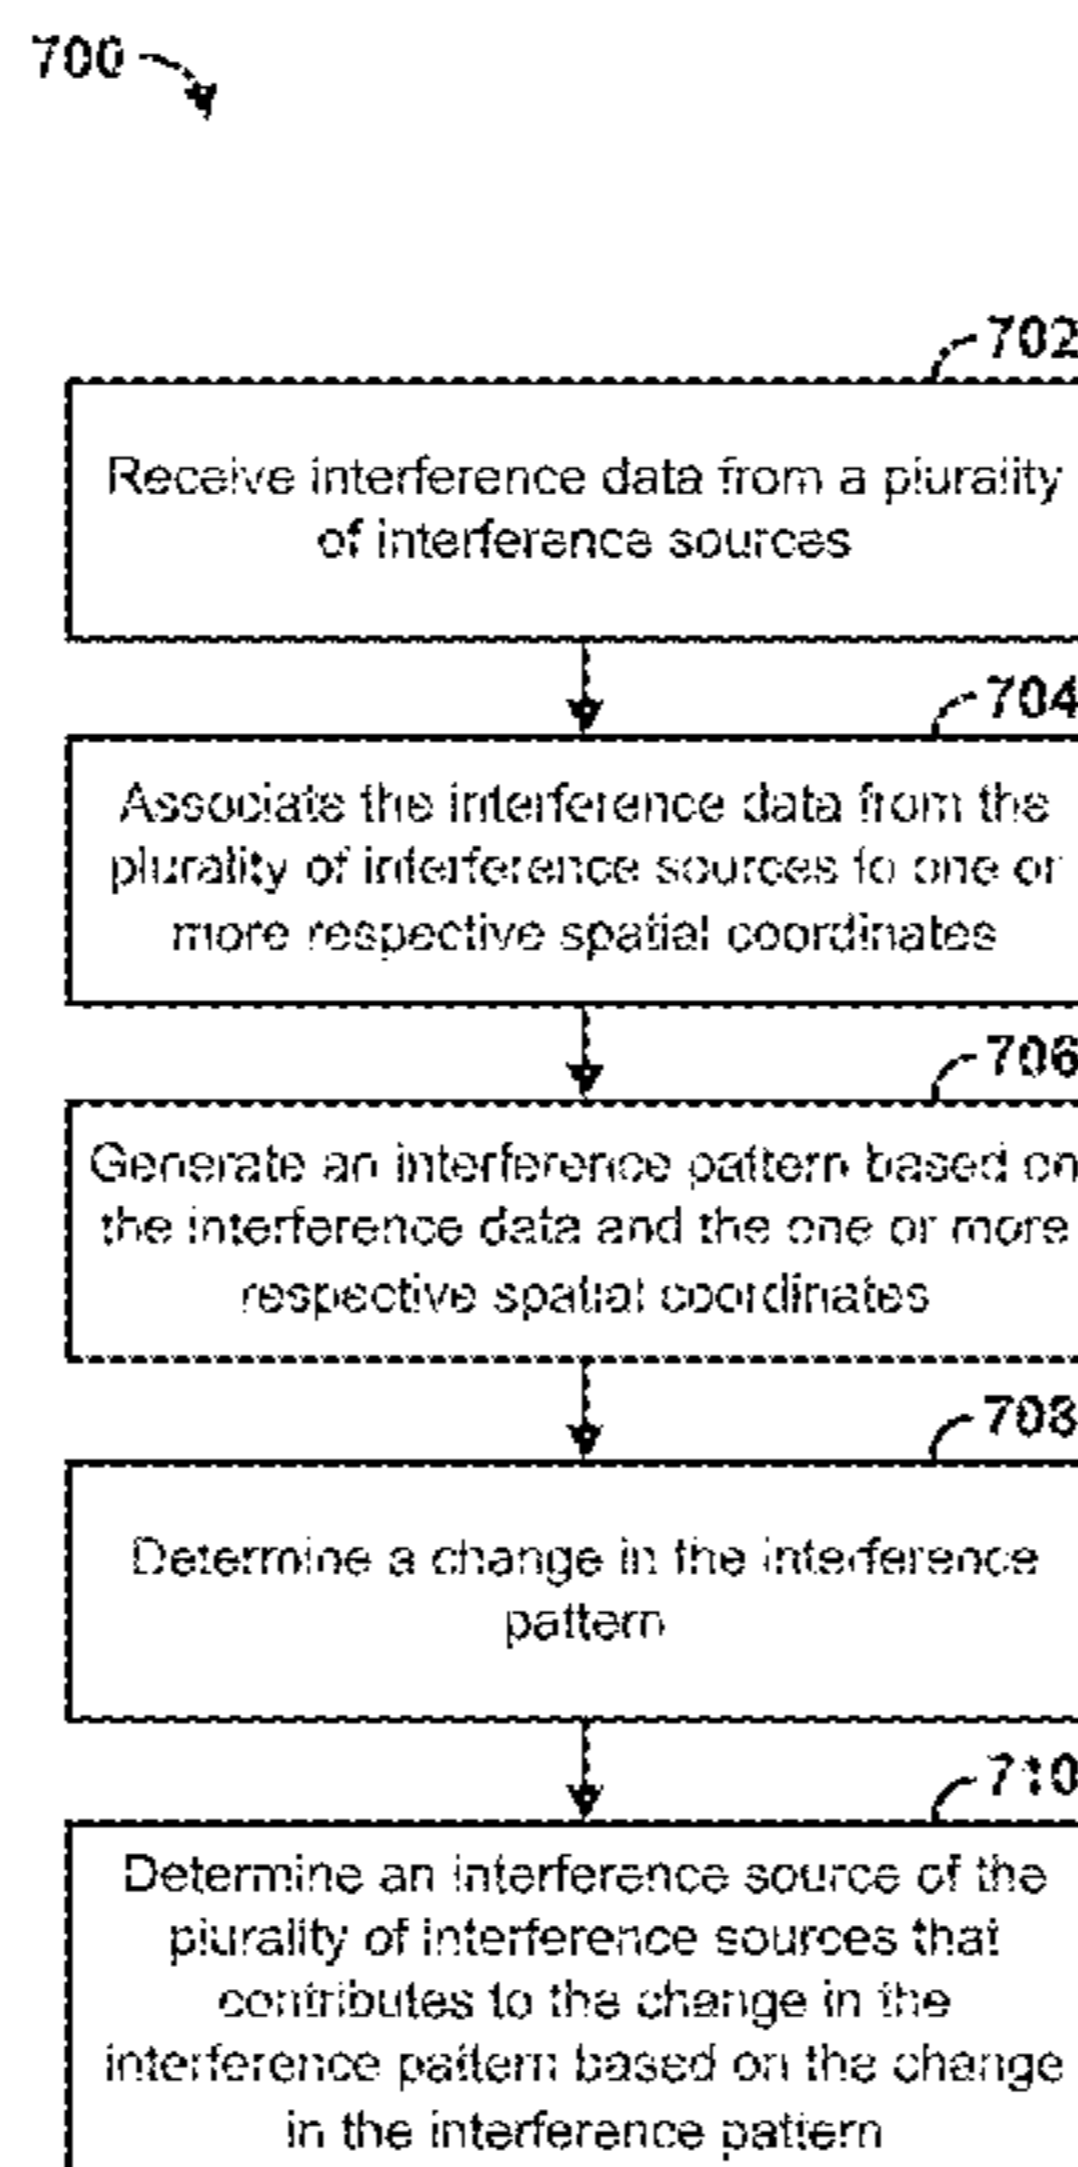 700
702
Receive interference data from a plurality
of interference sources
704
Associate the interference data from the
plurality of interference sources to one or
more respective spatial coordinates
706
Generate an interference pattern based on
the interference data and the one or more
respective spatial coordinates
708
Determine a change in the interference
pattern
710
Determine an interference source of the
plurality of interference sources that
contributes to the change in the
interference pattern based on the change
in the interference pattern